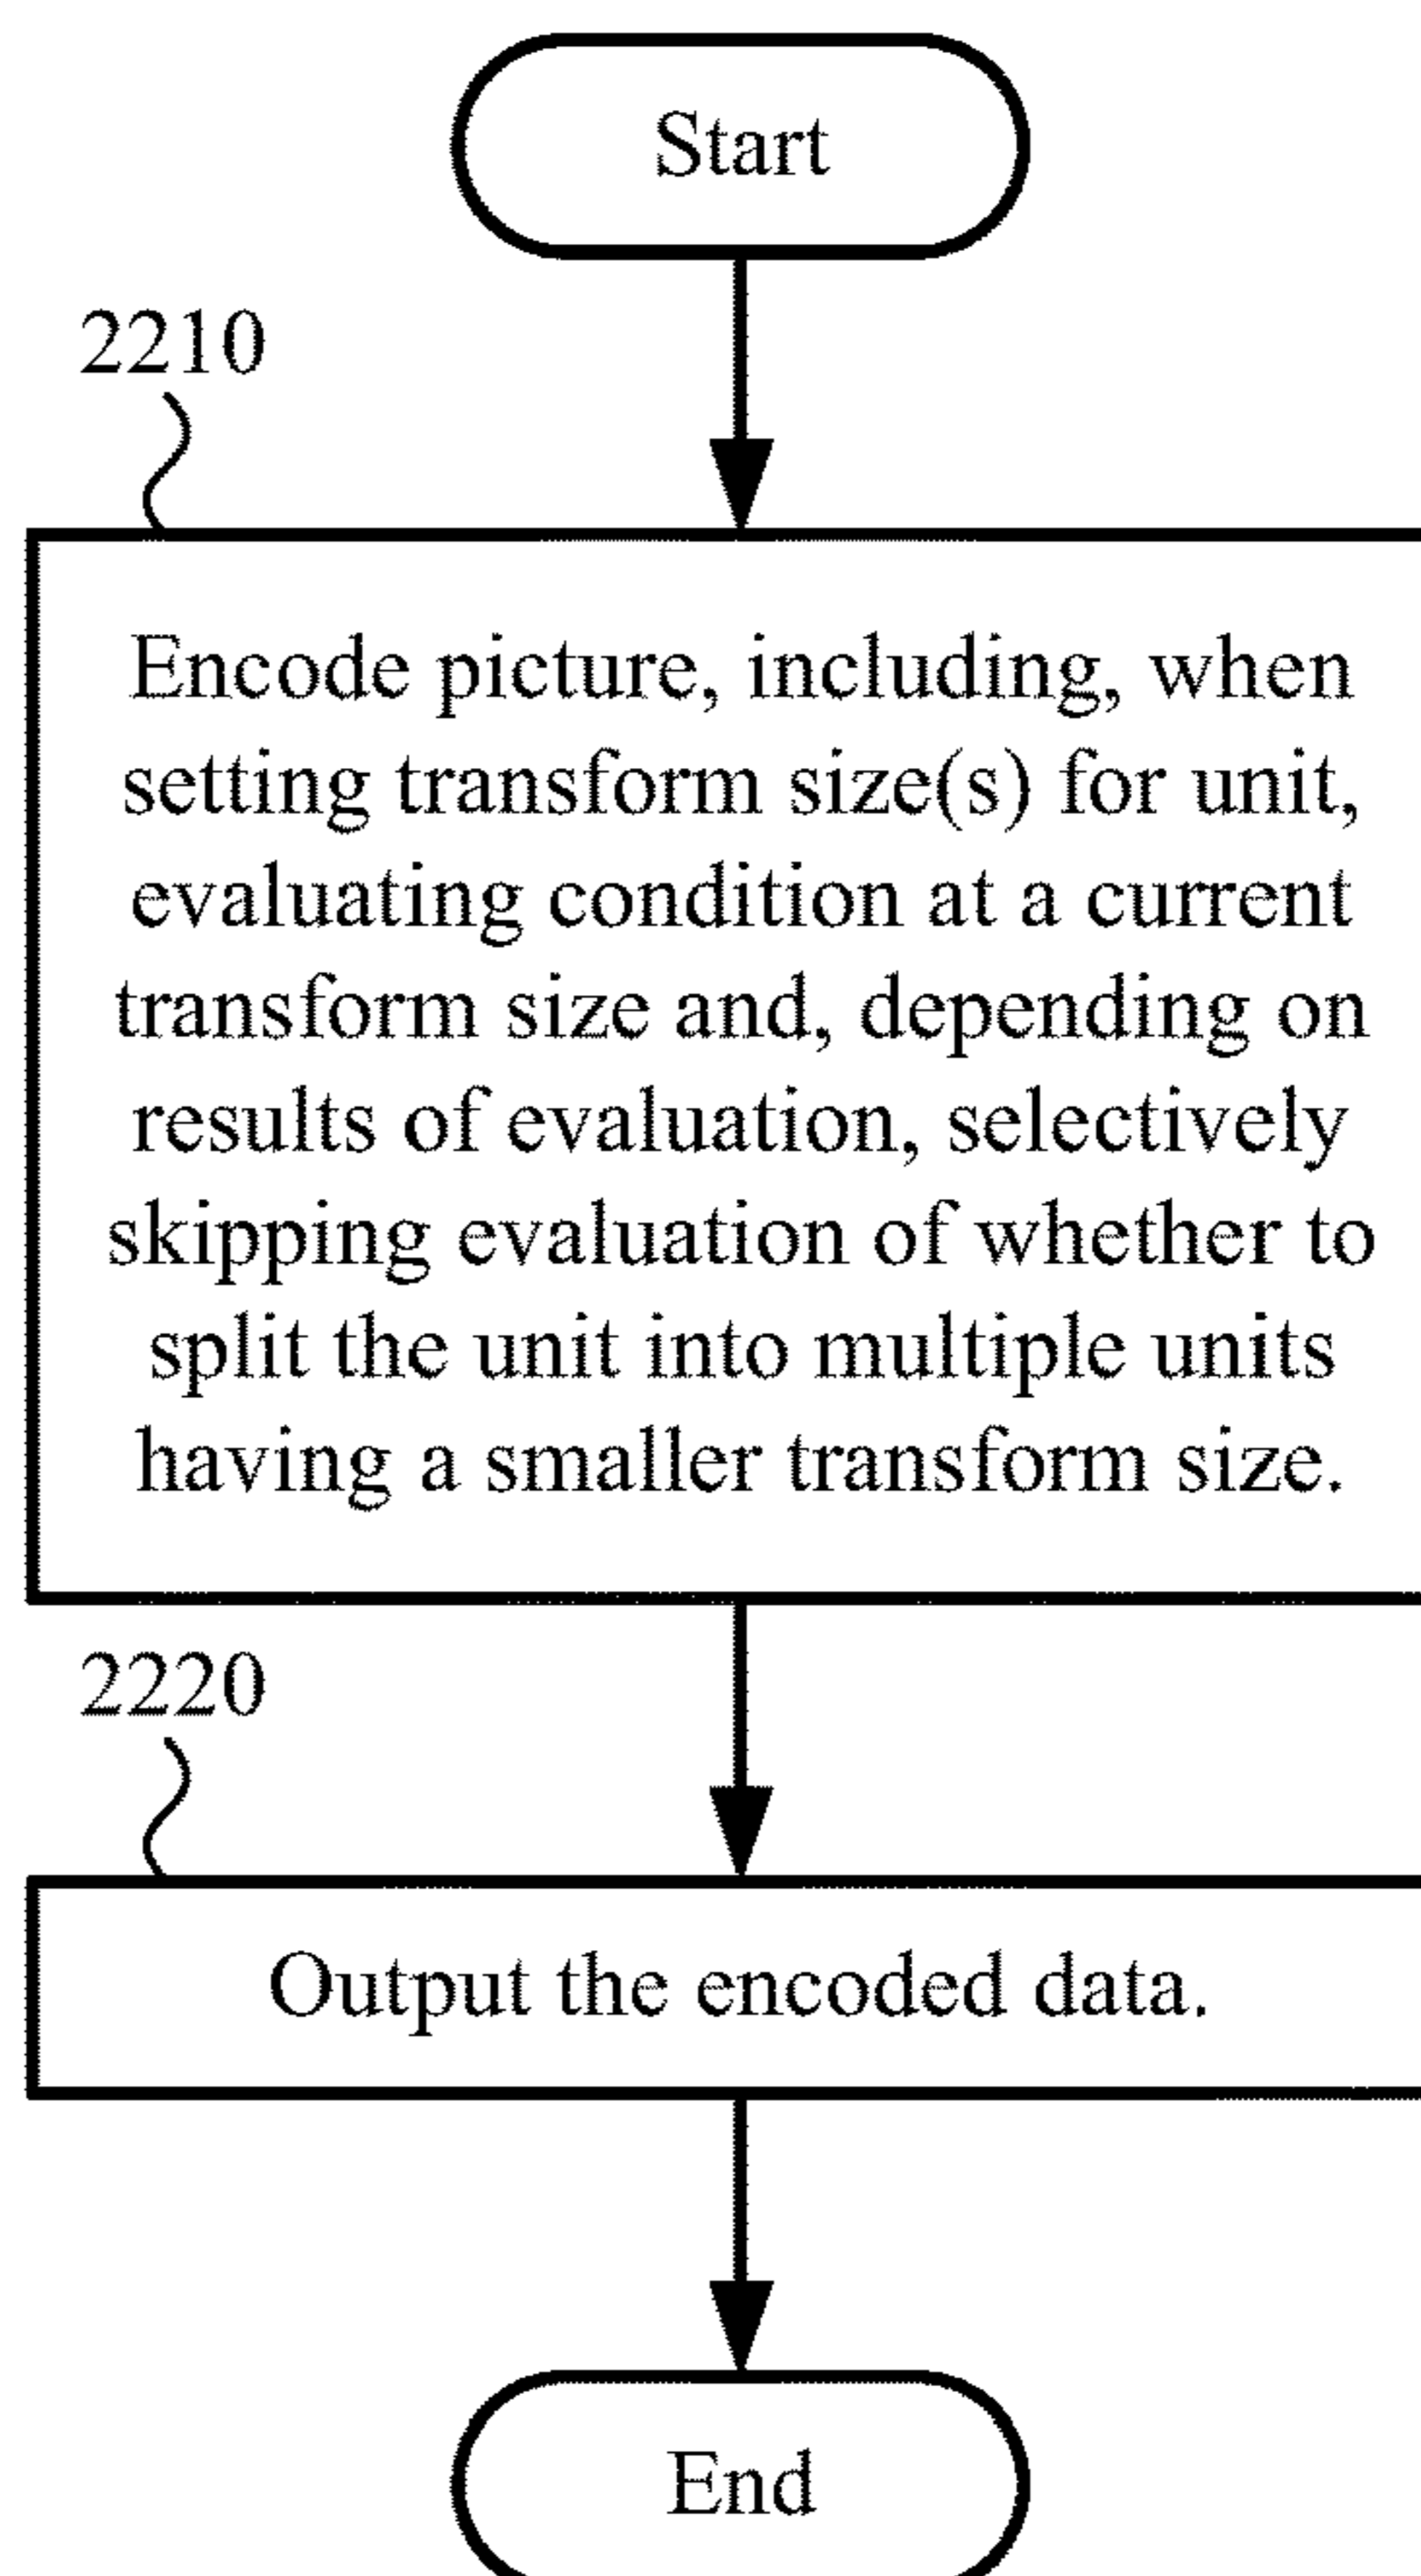 Start
2210
Encode picture, including, when
setting transform size(s) for unit,
evaluating condition at a current
transform size and, depending on
results of evaluation, selectively
skipping evaluation of whether to
split the unit into multiple units
having a smaller transform size.
2220
Output the encoded data.
End